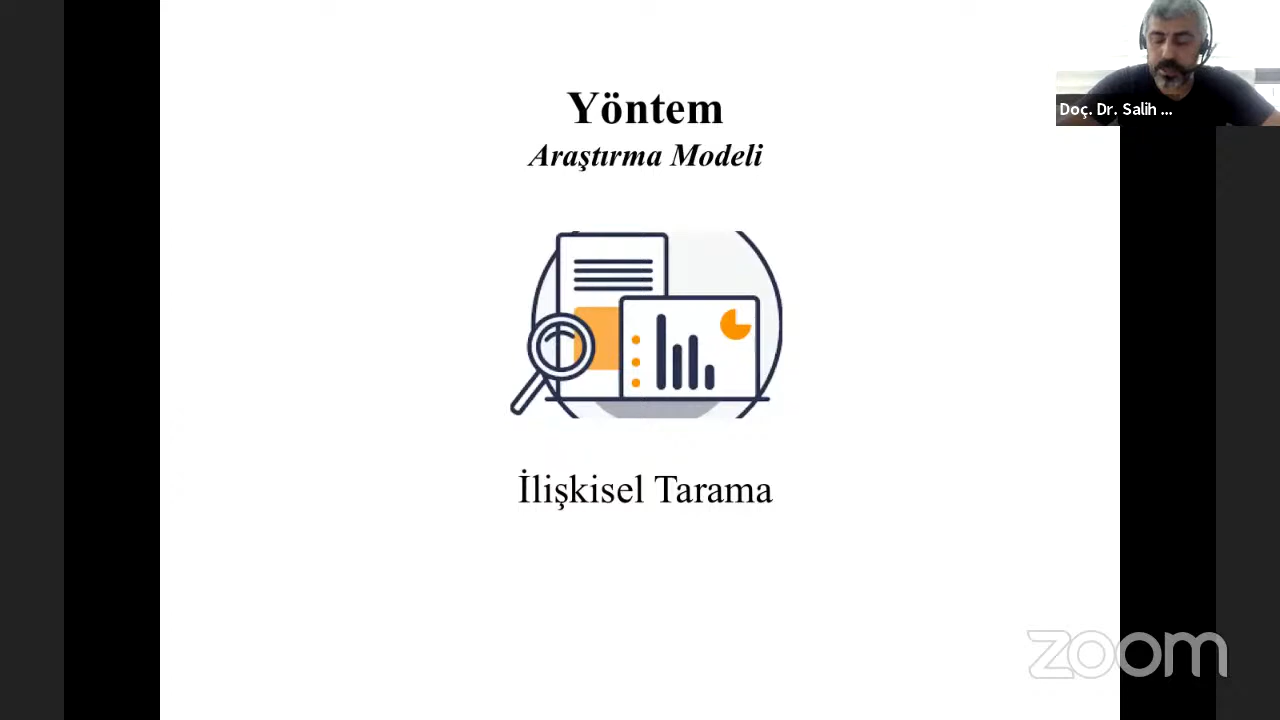 Yöntem
Araştırma Modeli
İlişkisel Tarama
Doç. Dr. Salih ...
zoom